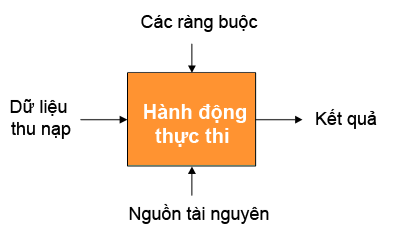 Các ràng buộc
Dữ liệu
thu nạp
Hành động
thực thi
Kết quả
Nguồn tài nguyên